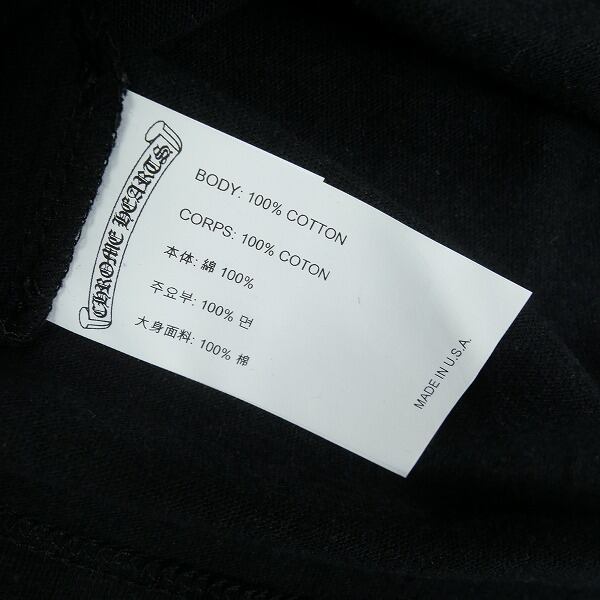 CHROME HEARTS
BODY: 100% COTTON
CORPS: 100% COTON
本体: 綿 100%
주요부: 100% 면
大身面料: 100% 棉
MADE IN U.S.A.